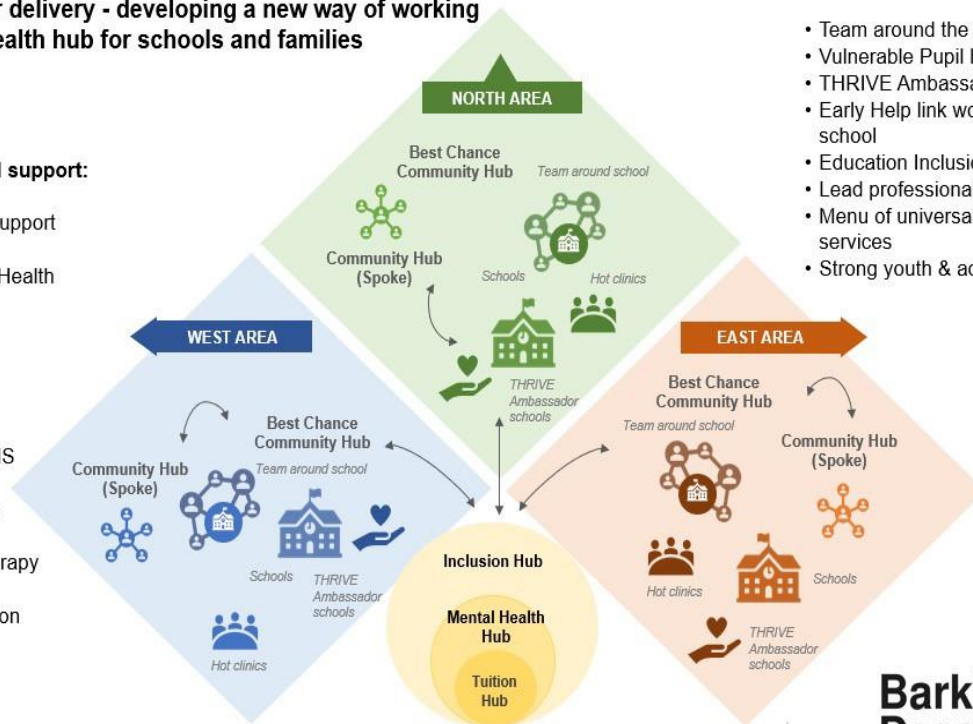 r delivery - developing a new way of working
ealth hub for schools and families
support:
upport
Health
IS
rapy
on
NORTH AREA
Best Chance
Community Hub
Team around school
Community Hub
(Spoke)
Schools
Hot clinics
THRIVE
Ambassador
schools
WEST AREA
Best Chance
Community Hub
Team around school
Community Hub
(Spoke)
Schools
THRIVE
Ambassador
schools
Hot clinics
EAST AREA
Best Chance
Community Hub
Team around school
Community Hub
(Spoke)
Hot clinics
Schools
THRIVE
Ambassador
schools
Inclusion Hub
Mental Health
Hub
Tuition
Hub
• Team around the
• Vulnerable Pupil
• THRIVE Ambassa
• Early Help link wo
school
• Education Inclusi
• Lead professiona
• Menu of universa
services
• Strong youth & a
Bark